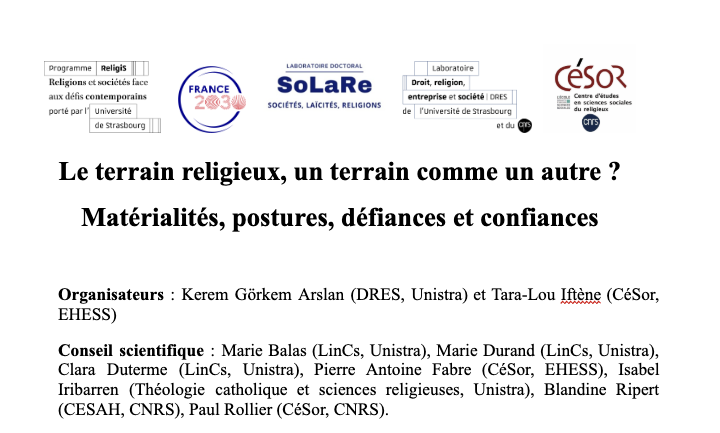 Programme ReligiS
Religions et sociétés face
aux défis contemporains
porté par l' Université
de Strasbourg
FRANCE
2030
LABORATOIRE DOCTORAL
SoLaRe
SOCIÉTÉS, LAÏCITÉS, RELIGIONS
Laboratoire
Droit, religion,
entreprise et société | DRES
de l'Université de Strasbourg
et du cnrs
CéSOR
Centre d'études
en sciences sociales
du religieux
cnrs
Le terrain religieux, un terrain comme un autre ?
Matérialités, postures, défiances et confiances
Organisateurs : Kerem Görkem Arslan (DRES, Unistra) et Tara-Lou Iftène (CéSor,
EHESS)
Conseil scientifique : Marie Balas (LinCs, Unistra), Marie Durand (LinCs, Unistra),
Clara Duterme (LinCs, Unistra), Pierre Antoine Fabre (CéSor, EHESS), Isabel
Iribarren (Théologie catholique et sciences religieuses, Unistra), Blandine Ripert
(CESAH, CNRS), Paul Rollier (CéSor, CNRS).